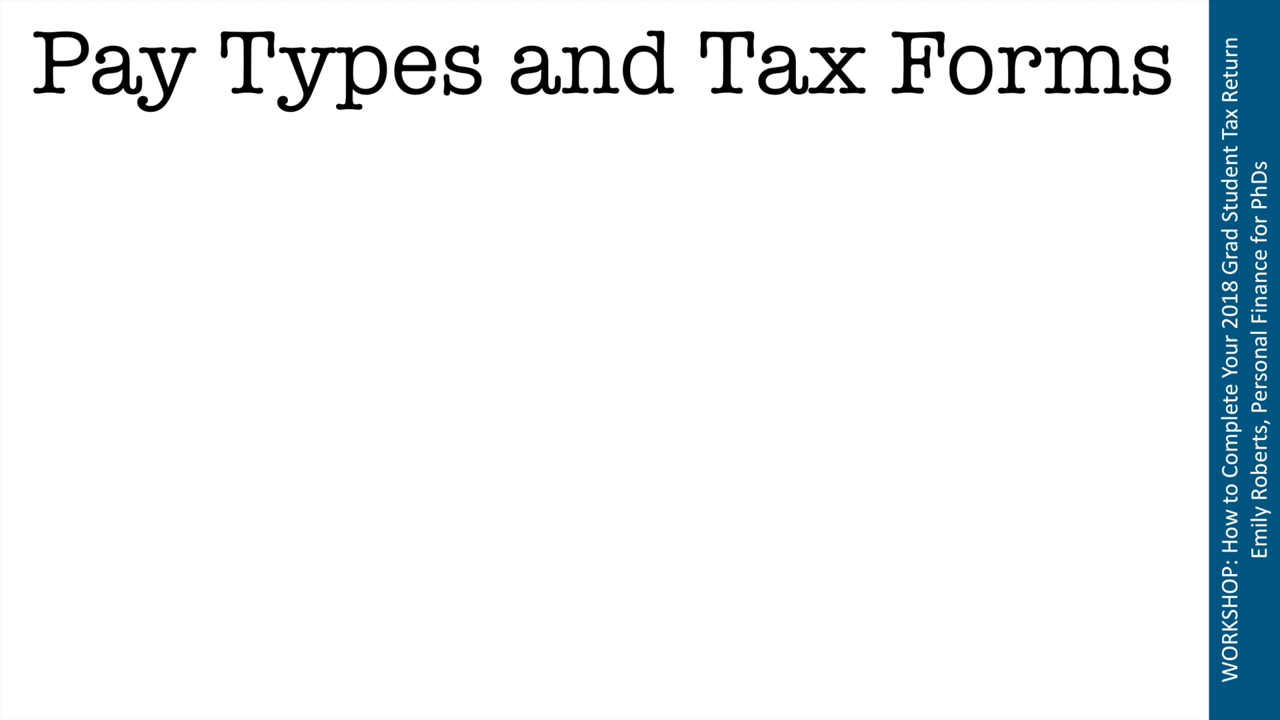 Pay Types and Tax Forms
WORKSHOP: How to Complete Your 2018 Grad Student Tax Return
Emily Roberts, Personal Finance for PhDs